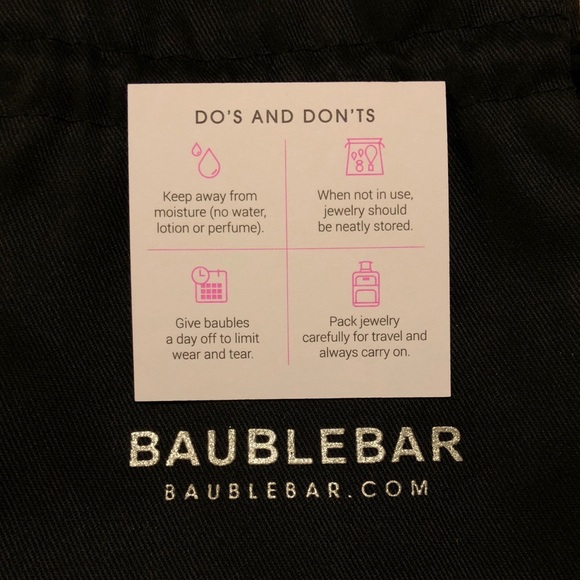 DO'S AND DON'TS
Keep away from
moisture (no water,
lotion or perfume).
When not in use,
jewelry should
be neatly stored.
Give baubles
a day off to limit
wear and tear.
Pack jewelry
carefully for travel and
always carry on.
BAUBLEBAR
BAUBLEBAR.COM